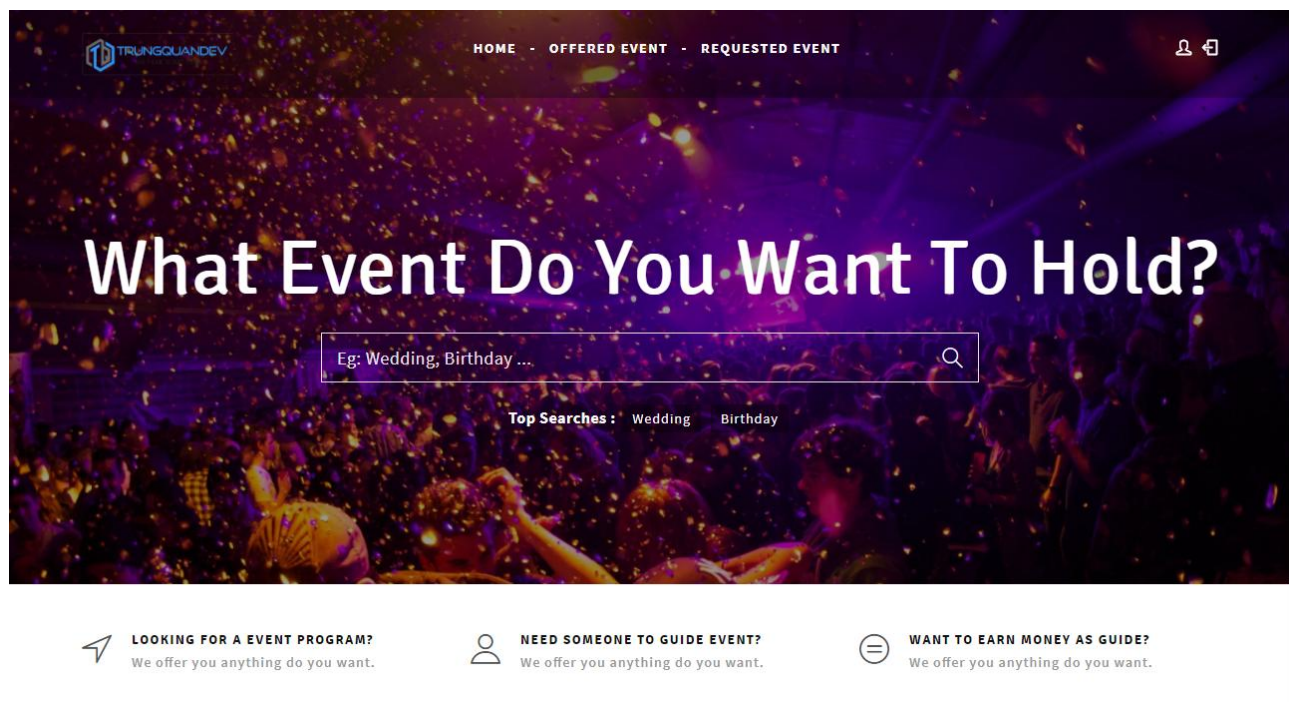 TRUNGQUANDEV
HOME - OFFERED EVENT - REQUESTED EVENT
What Event Do You Want To Hold?
Eg: Wedding, Birthday ...
Top Searches : Wedding Birthday
LOOKING FOR A EVENT PROGRAM?
We offer you anything do you want.
NEED SOMEONE TO GUIDE EVENT?
We offer you anything do you want.
WANT TO EARN MONEY AS GUIDE?
We offer you anything do you want.